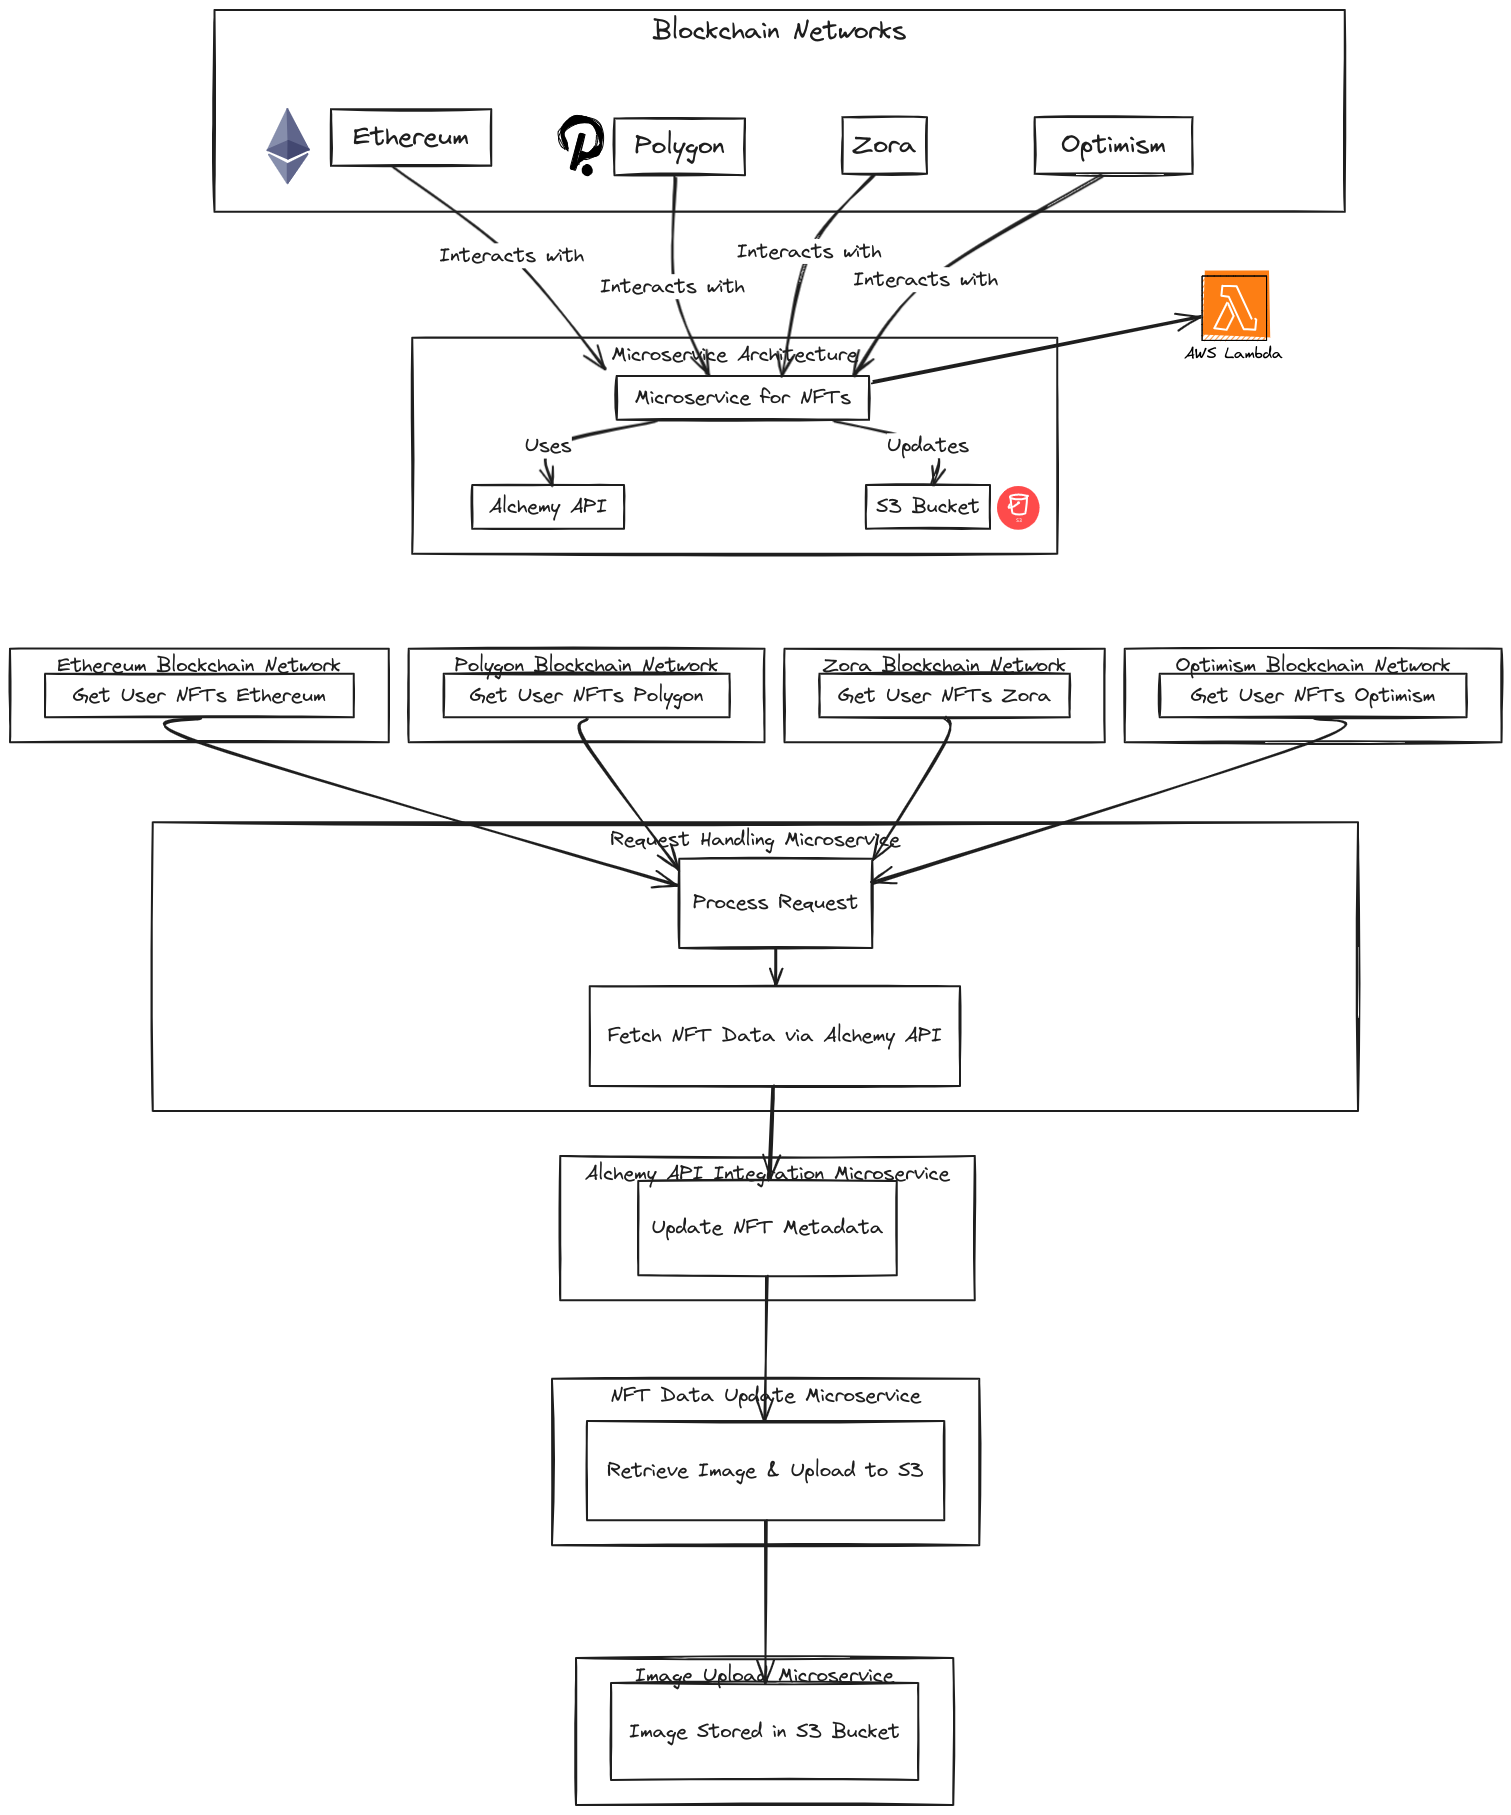 Blockchain Networks
Ethereum
Polygon
Zora
Optimism
Interacts with
Interacts with
Interacts with
Interacts with
AWS Lambda
Microservice Architecture
Microservice for NFTs
Uses
Updates
Alchemy API
S3 Bucket
S3
Ethereum Blockchain Network
Get User NFTs Ethereum
Polygon Blockchain Network
Get User NFTs Polygon
Zora Blockchain Network
Get User NFTs Zora
Optimism Blockchain Network
Get User NFTs Optimism
Request Handling Microservice
Process Request
Fetch NFT Data via Alchemy API
Alchemy API Integration Microservice
Update NFT Metadata
NFT Data Update Microservice
Retrieve Image & Upload to S3
Image Upload Microservice
Image Stored in S3 Bucket